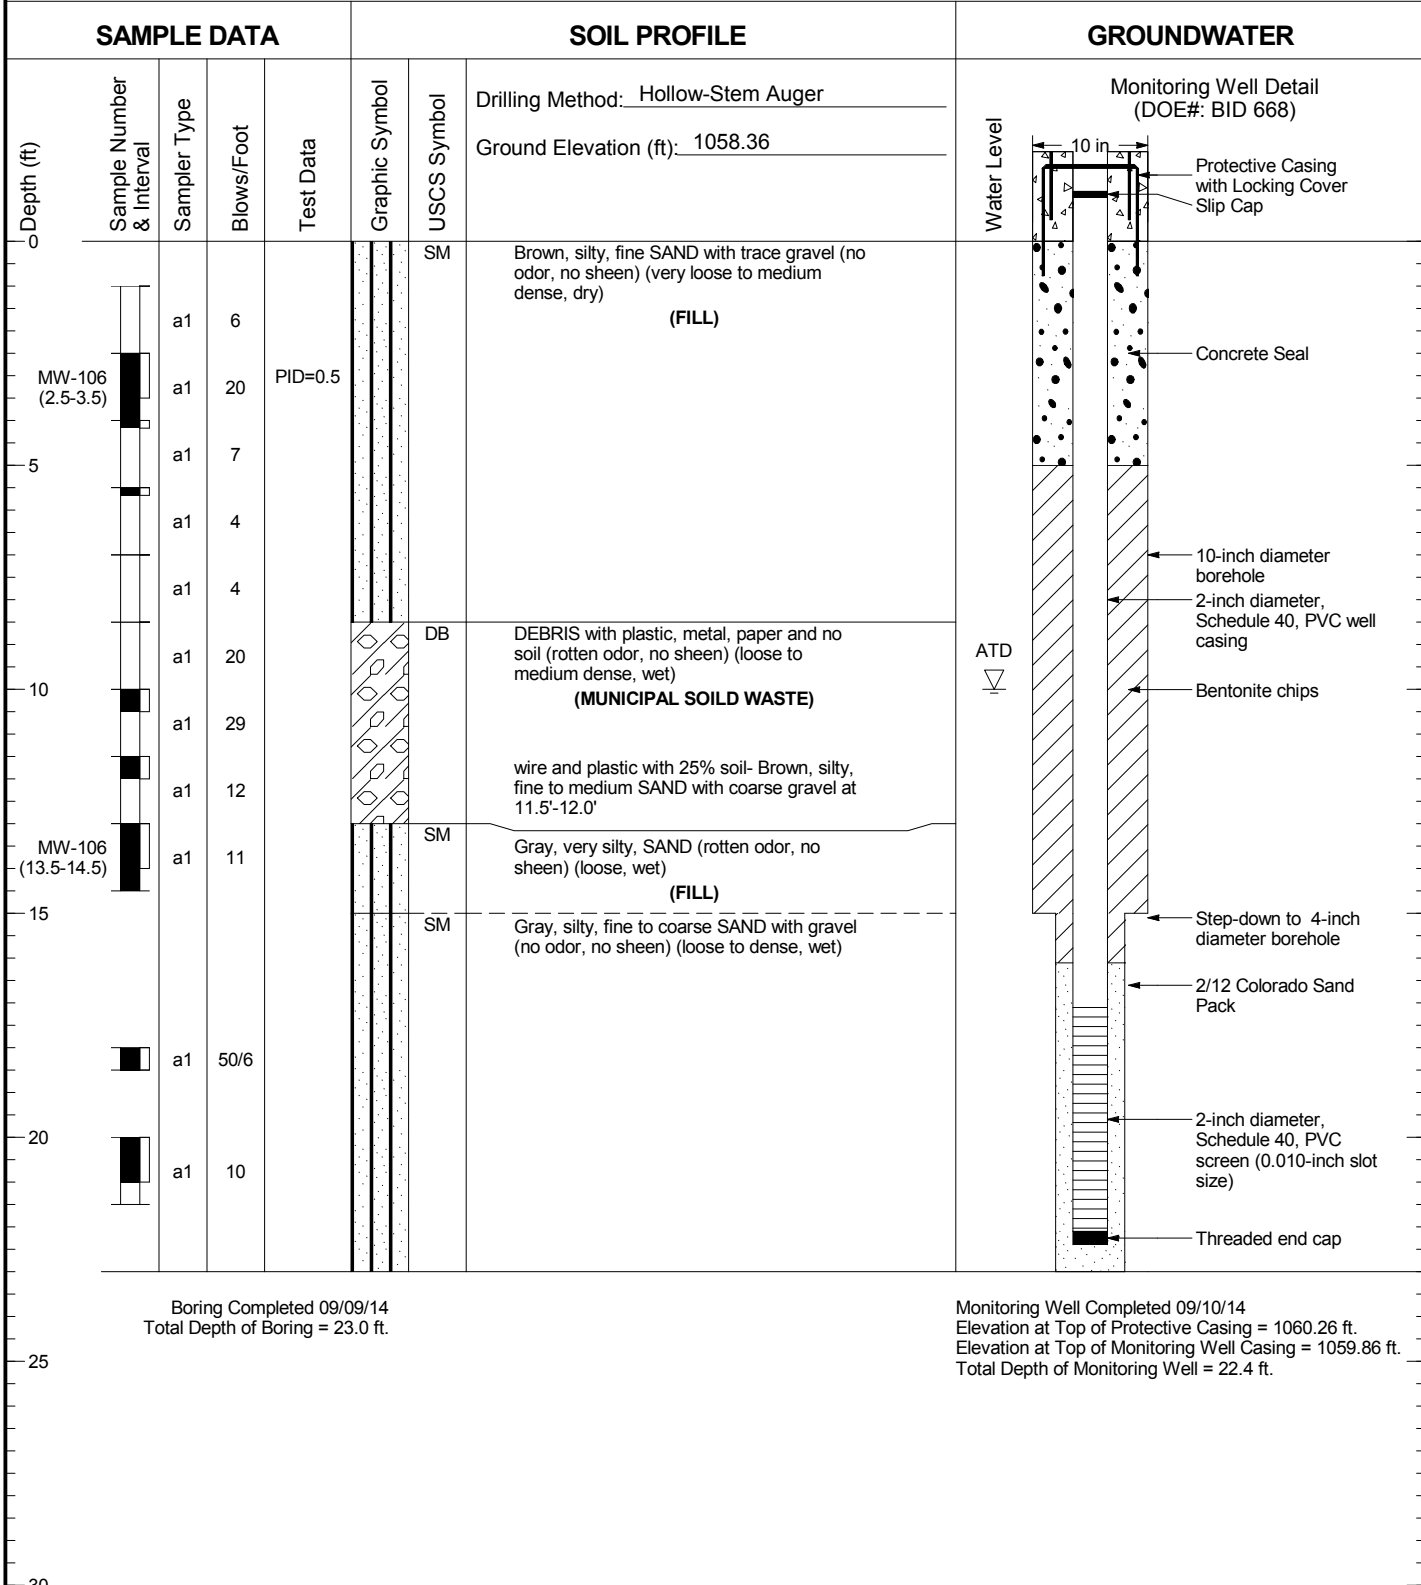 SAMPLE DATA
SOIL PROFILE
GROUNDWATER
Depth (ft)
Sample Number
& Interval
Sampler Type
Blows/Foot
Test Data
Graphic Symbol
USCS Symbol
Drilling Method: Hollow-Stem Auger
Ground Elevation (ft): 1058.36
Water Level
Monitoring Well Detail
(DOE#: BID 668)
10 in
Protective Casing
with Locking Cover
Slip Cap
0
SM
Brown, silty, fine SAND with trace gravel (no
odor, no sheen) (very loose to medium
dense, dry)
(FILL)
a1
6
Concrete Seal
MW-106
(2.5-3.5)
a1
20
PID=0.5
a1
7
5
a1
4
10-inch diameter
borehole
a1
4
2-inch diameter,
Schedule 40, PVC well
casing
DB
DEBRIS with plastic, metal, paper and no
soil (rotten odor, no sheen) (loose to
medium dense, wet)
(MUNICIPAL SOILD WASTE)
a1
20
ATD
10
Bentonite chips
a1
29
wire and plastic with 25% soil- Brown, silty,
fine to medium SAND with coarse gravel at
11.5'-12.0'
a1
12
SM
Gray, very silty, SAND (rotten odor, no
sheen) (loose, wet)
(FILL)
MW-106
(13.5-14.5)
a1
11
15
SM
Gray, silty, fine to coarse SAND with gravel
(no odor, no sheen) (loose to dense, wet)
Step-down to 4-inch
diameter borehole
2/12 Colorado Sand
Pack
a1
50/6
20
2-inch diameter,
Schedule 40, PVC
screen (0.010-inch slot
size)
a1
10
Threaded end cap
Boring Completed 09/09/14
Total Depth of Boring = 23.0 ft.
Monitoring Well Completed 09/10/14
Elevation at Top of Protective Casing = 1060.26 ft.
Elevation at Top of Monitoring Well Casing = 1059.86 ft.
Total Depth of Monitoring Well = 22.4 ft.
25
30